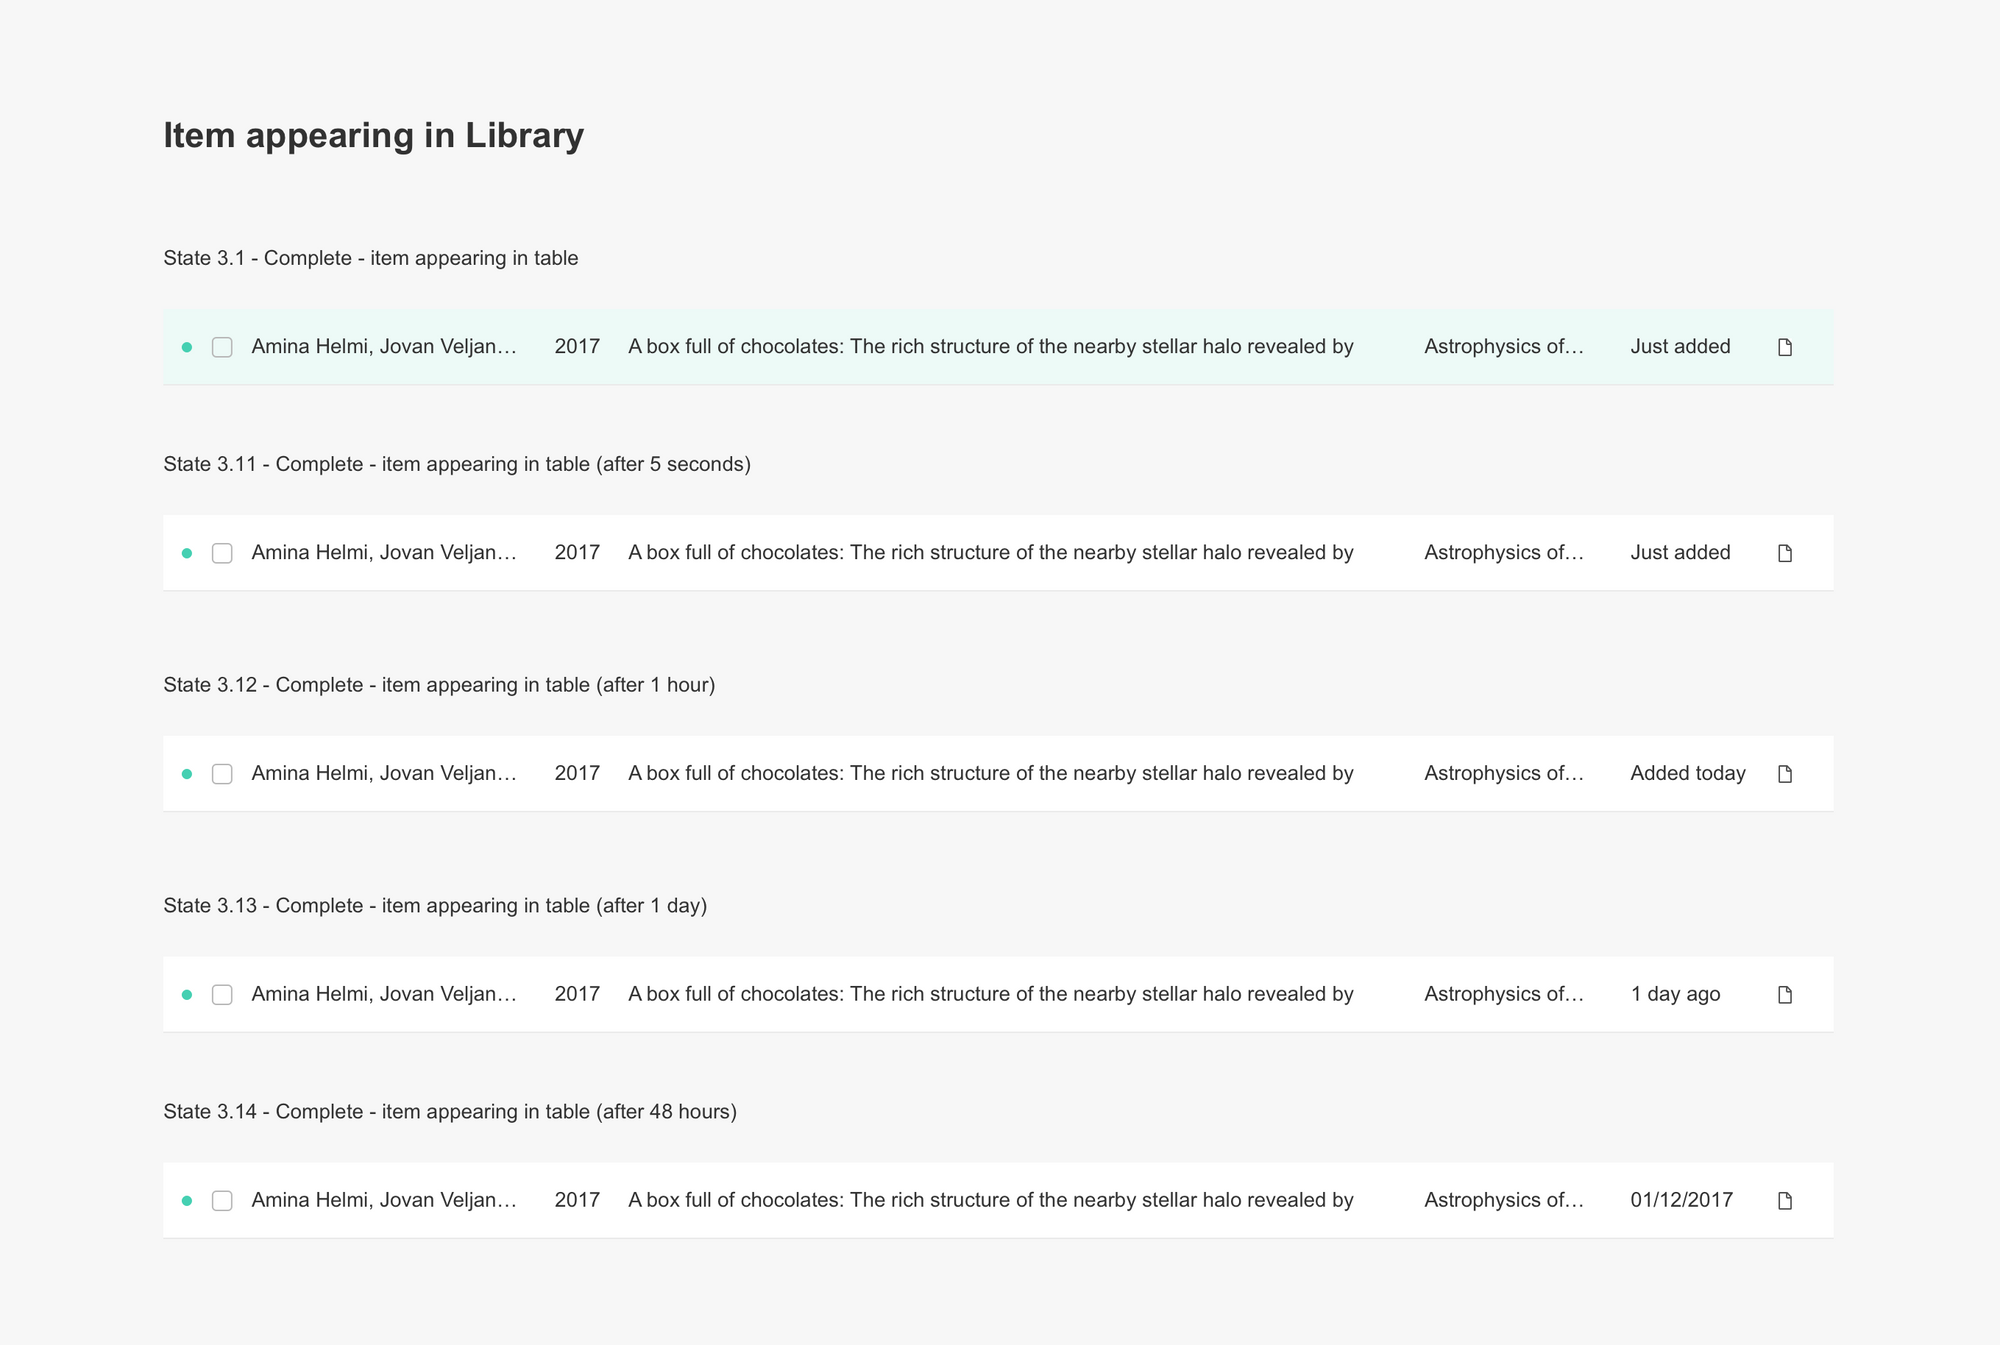 Item appearing in Library
State 3.1 - Complete - item appearing in table
Amina Helmi, Jovan Veljan… 2017 A box full of chocolates: The rich structure of the nearby stellar halo revealed by Astrophysics of… Just added
State 3.11 - Complete - item appearing in table (after 5 seconds)
Amina Helmi, Jovan Veljan… 2017 A box full of chocolates: The rich structure of the nearby stellar halo revealed by Astrophysics of… Just added
State 3.12 - Complete - item appearing in table (after 1 hour)
Amina Helmi, Jovan Veljan… 2017 A box full of chocolates: The rich structure of the nearby stellar halo revealed by Astrophysics of… Added today
State 3.13 - Complete - item appearing in table (after 1 day)
Amina Helmi, Jovan Veljan… 2017 A box full of chocolates: The rich structure of the nearby stellar halo revealed by Astrophysics of… 1 day ago
State 3.14 - Complete - item appearing in table (after 48 hours)
Amina Helmi, Jovan Veljan… 2017 A box full of chocolates: The rich structure of the nearby stellar halo revealed by Astrophysics of… 01/12/2017